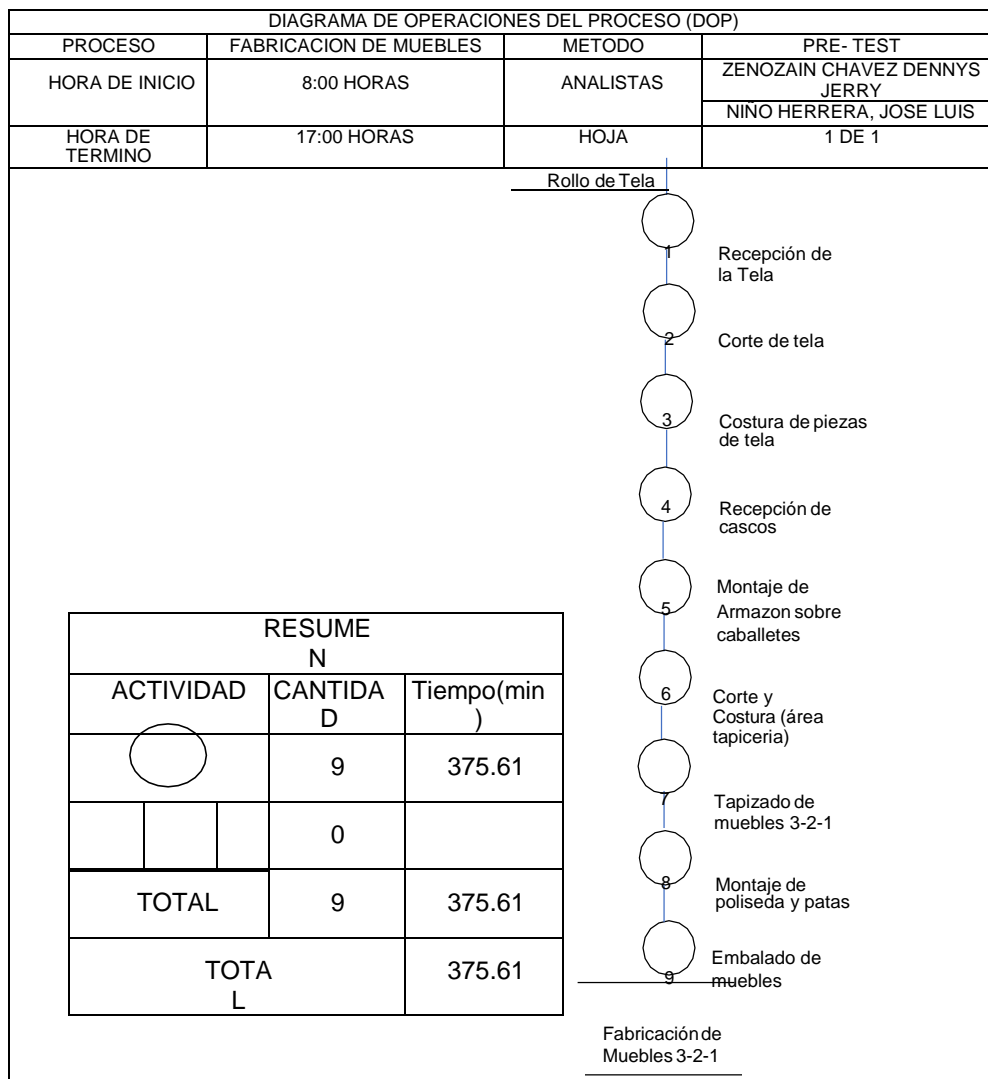 DIAGRAMA DE OPERACIONES DEL PROCESO (DOP)
PROCESO FABRICACION DE MUEBLES METODO PRE- TEST
HORA DE INICIO 8:00 HORAS ANALISTAS ZENOZAIN CHAVEZ DENNYS
JERRY
NIÑO HERRERA, JOSE LUIS
HORA DE
TERMINO 17:00 HORAS HOJA 1 DE 1
Rollo de Tela
1 Recepción de
la Tela
2 Corte de tela
3 Costura de piezas
de tela
4 Recepción de
cascos
5 Montaje de
Armazon sobre
caballetes
6 Corte y
Costura (área
tapiceria)
7 Tapizado de
muebles 3-2-1
8 Montaje de
poliseda y patas
9 Embalado de
muebles
Fabricación de
Muebles 3-2-1
RESUME
N
ACTIVIDAD CANTIDA
D Tiempo(min
)
9 375.61
0
TOTAL 9 375.61
TOTA
L 375.61